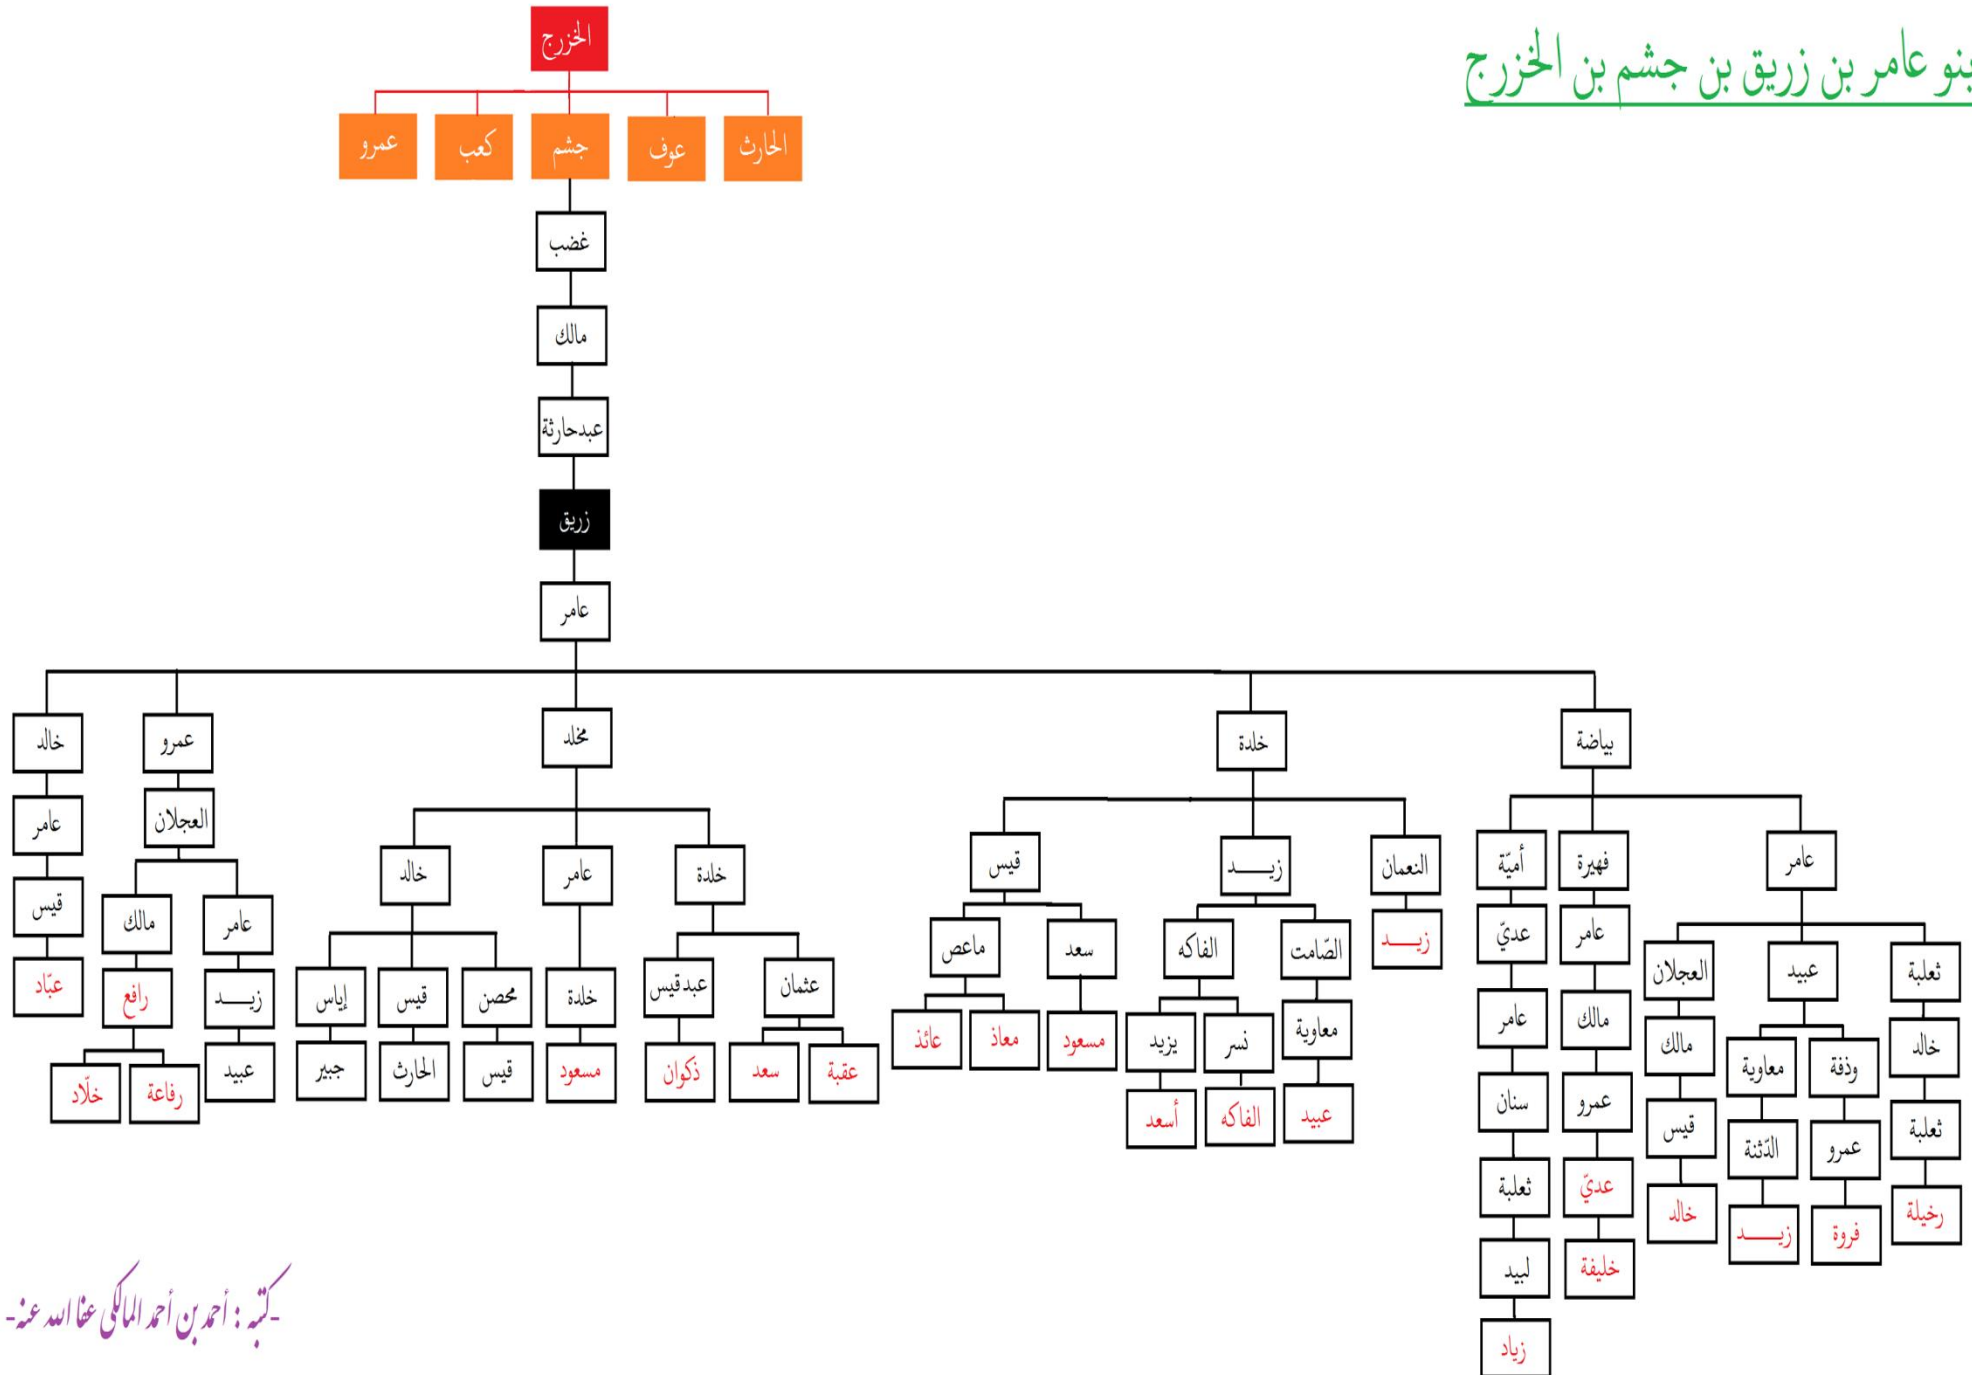 بنو عامر بن زريق بن جشم بن الخزرج
الخزرج
الحارث
عوف
جشم
كعب
عمرو
غضب
مالك
عبدحارثة
زريق
عامر
بياضة
خلدة
مخلد
عمرو
خالد
عامر
فهيرة
أميّة
النعمان
زيـــد
قيس
خلدة
عامر
خالد
العجلان
عامر
ثعلبة
عبيد
العجلان
عامر
عديّ
زيـــد
الصّامت
الفاكه
سعد
ماعص
عثمان
عبدقيس
خلدة
محصن
قيس
إياس
عامر
مالك
قيس
خالد
وذفة
معاوية
مالك
مالك
عامر
معاوية
نسر
يزيد
مسعود
معاذ
عائذ
عقبة
سعد
ذكوان
مسعود
قيس
الحارث
جبير
زيـــد
رافع
عبّاد
ثعلبة
عمرو
الدّثنة
قيس
عمرو
سنان
عبيد
الفاكه
أسعد
عبيد
رفاعة
خلّاد
رخيلة
فروة
زيـــد
خالد
عديّ
ثعلبة
خليفة
لبيد
زياد
-كتبه : أحمد بن أحمد المالكي عفا الله عنه-